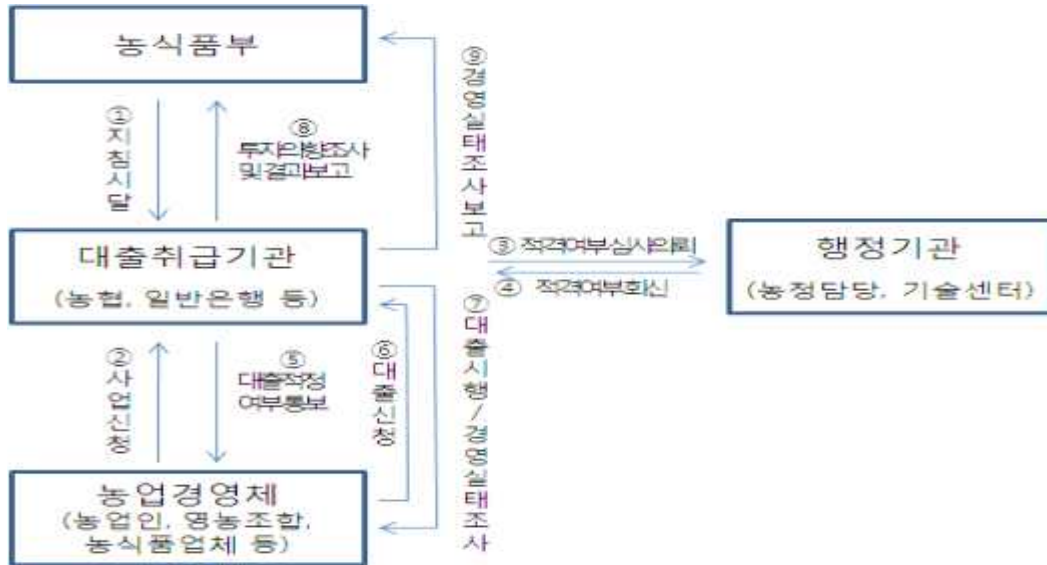 농식품부
① 지침시달
⑧
투자의향조사
및결과보고
⑨ 경영실태조사보고
대출취급기관
(농협, 일반은행 등)
③ 적격여부심사의뢰
④ 적격여부회신
행정기관
(농정담당, 기술센터)
② 사업신청
⑤
대출적정
여부통보
⑥ 대출신청
⑦ 대출시행/경영실태조사
농업경영체
(농업인, 영농조합,
농식품업체 등)